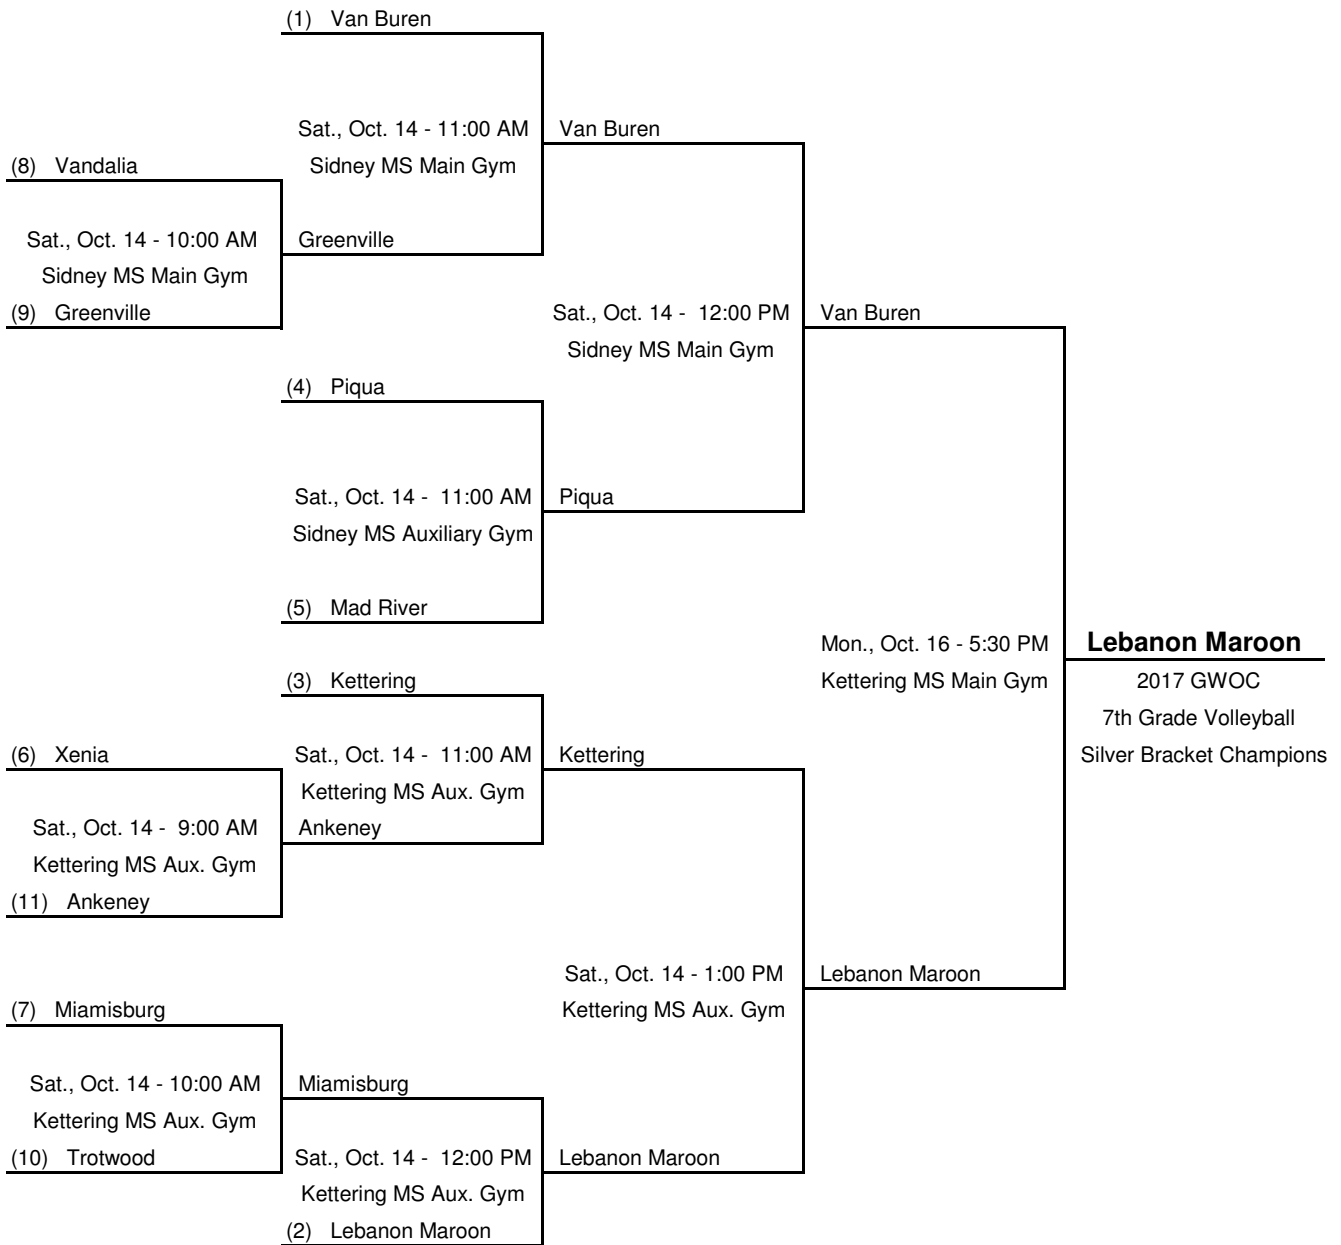 (1) Van Buren
Sat., Oct. 14 - 11:00 AM
Van Buren
(8) Vandalia
Sidney MS Main Gym
Sat., Oct. 14 - 10:00 AM
Greenville
Sidney MS Main Gym
(9) Greenville
Sat., Oct. 14 - 12:00 PM
Van Buren
Sidney MS Main Gym
(4) Piqua
Sat., Oct. 14 - 11:00 AM
Piqua
Sidney MS Auxiliary Gym
(5) Mad River
Mon., Oct. 16 - 5:30 PM
Lebanon Maroon
(3) Kettering
Kettering MS Main Gym
2017 GWOC
7th Grade Volleyball
(6) Xenia
Sat., Oct. 14 - 11:00 AM
Kettering
Silver Bracket Champions
Kettering MS Aux. Gym
Sat., Oct. 14 - 9:00 AM
Ankeney
Kettering MS Aux. Gym
(11) Ankeney
Sat., Oct. 14 - 1:00 PM
Lebanon Maroon
(7) Miamisburg
Kettering MS Aux. Gym
Sat., Oct. 14 - 10:00 AM
Miamisburg
Kettering MS Aux. Gym
(10) Trotwood
Sat., Oct. 14 - 12:00 PM
Lebanon Maroon
Kettering MS Aux. Gym
(2) Lebanon Maroon